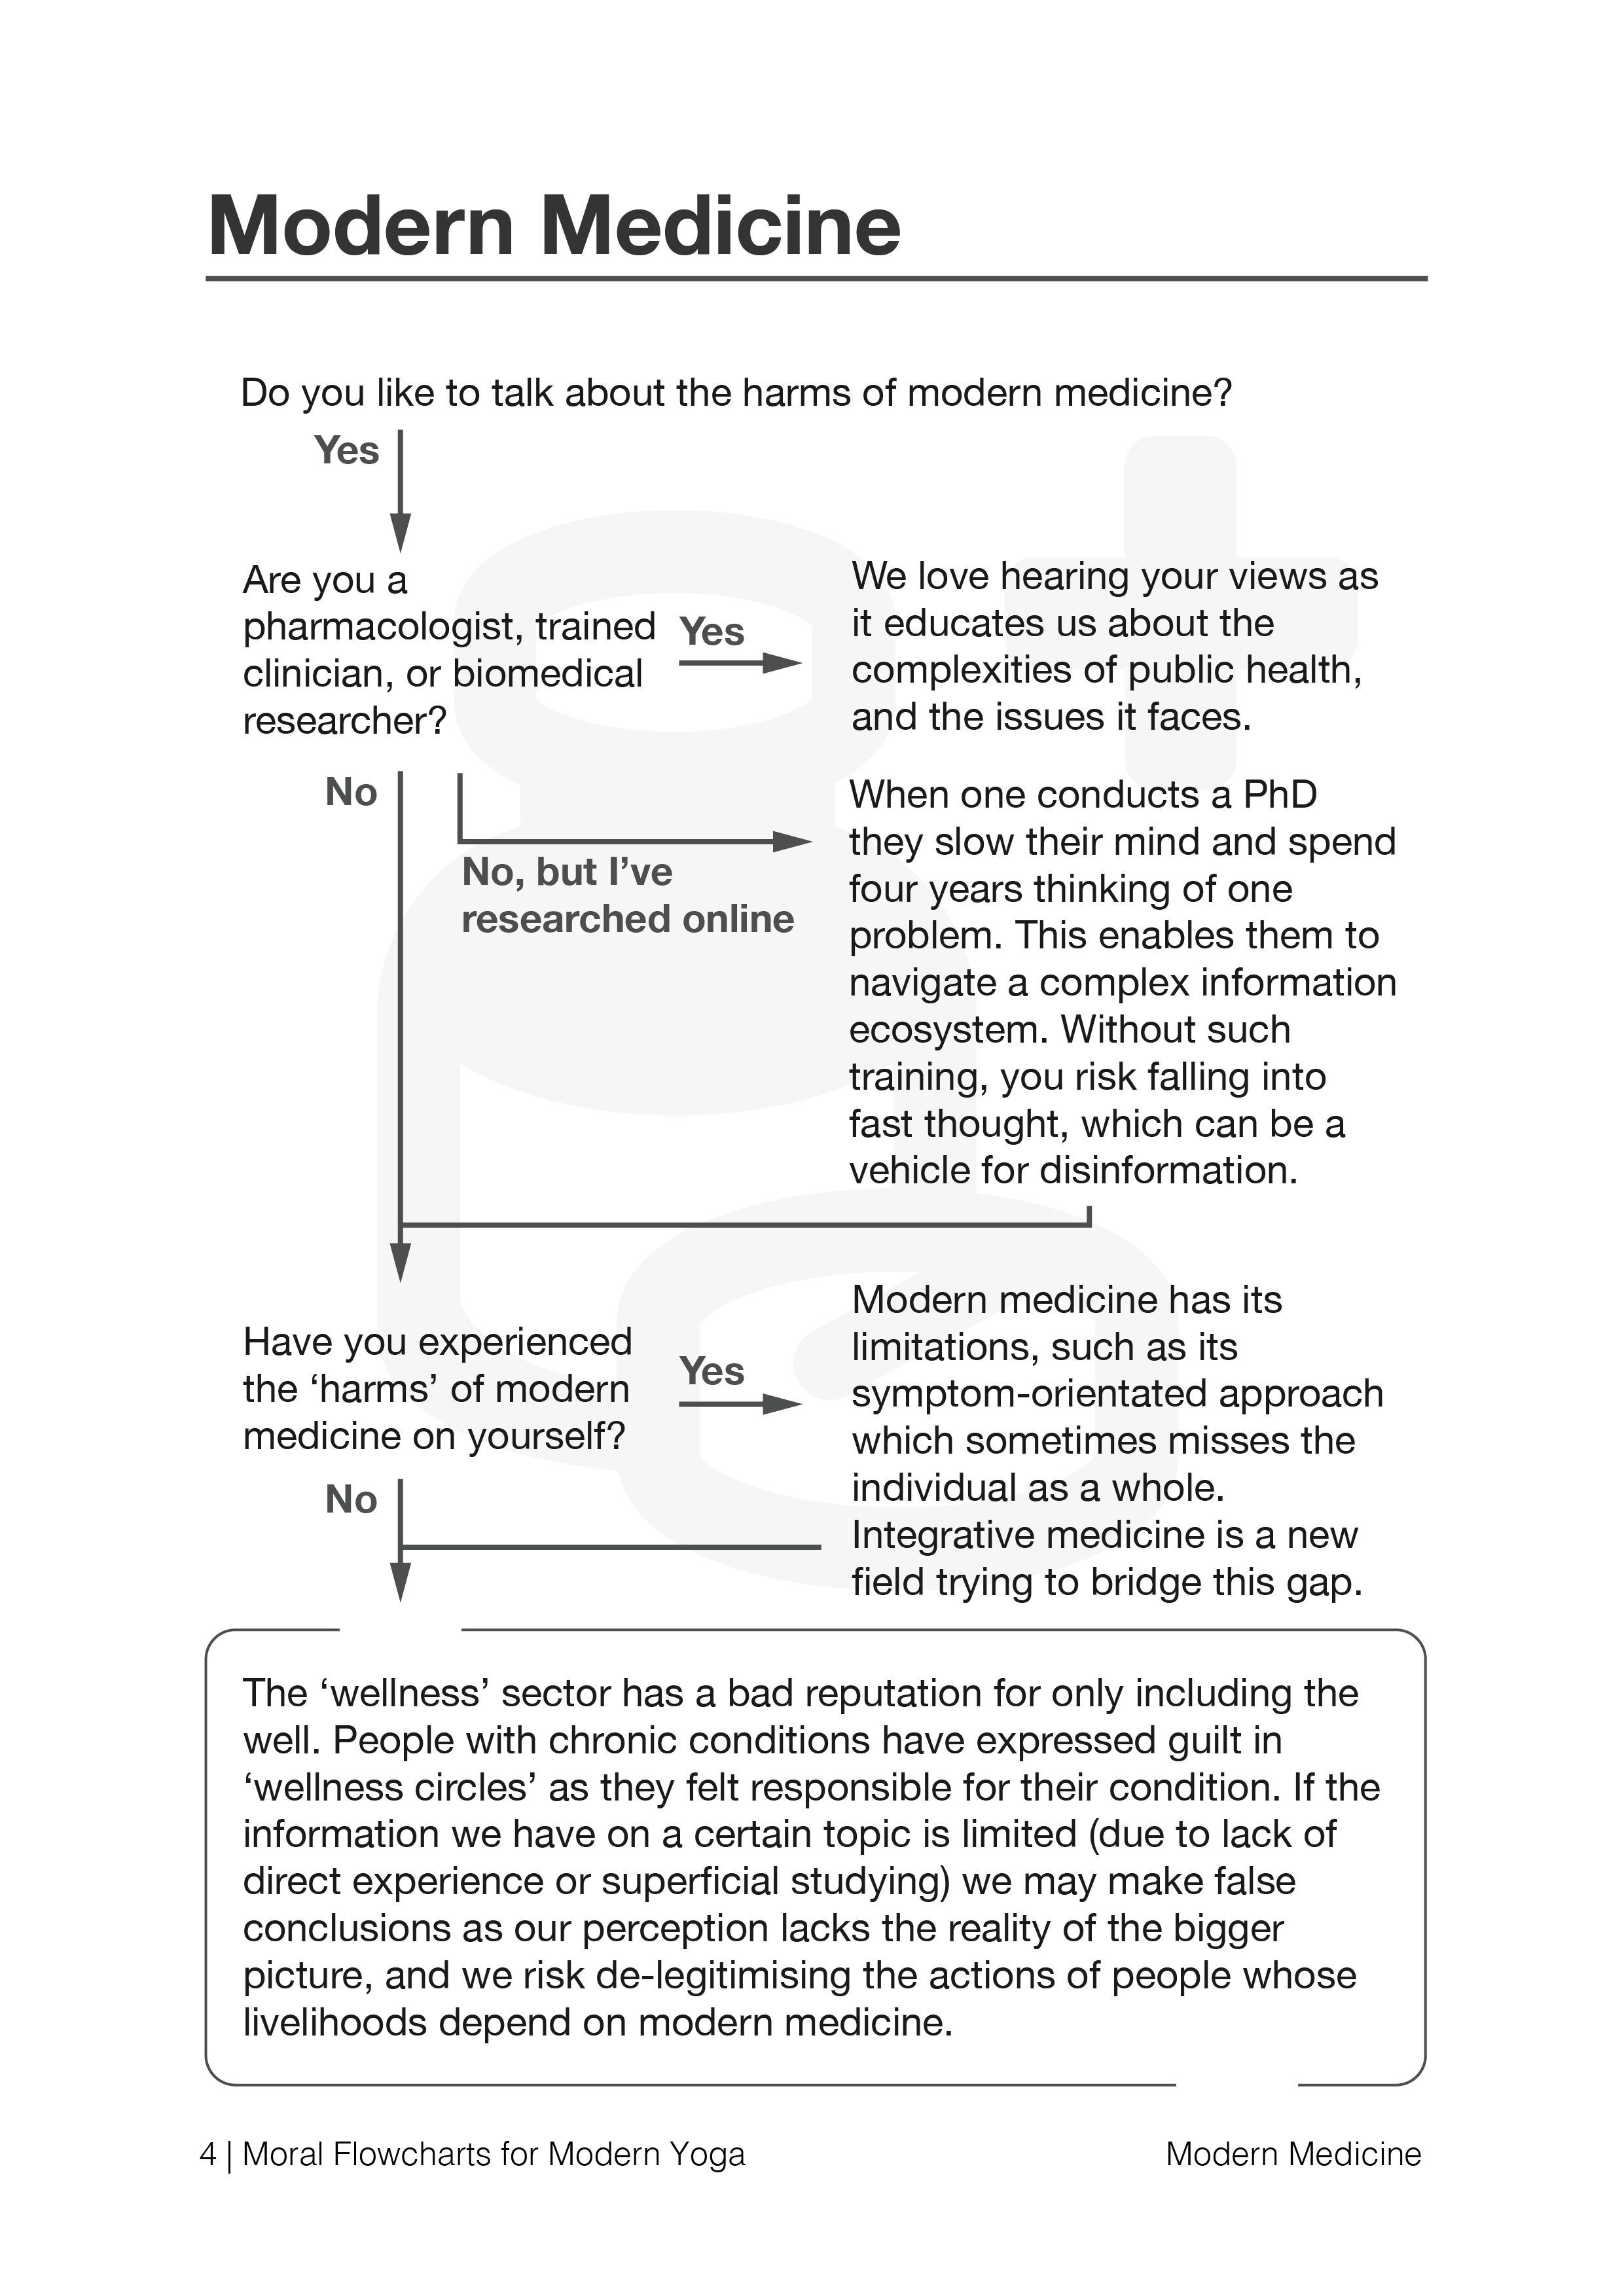 Modern Medicine
Do you like to talk about the harms of modern medicine?
Yes
Are you a
pharmacologist, trained
clinician, or biomedical
researcher?
Yes
We love hearing your views as
it educates us about the
complexities of public health,
and the issues it faces.
No
No, but I’ve
researched online
When one conducts a PhD
they slow their mind and spend
four years thinking of one
problem. This enables them to
navigate a complex information
ecosystem. Without such
training, you risk falling into
fast thought, which can be a
vehicle for disinformation.
Have you experienced
the ‘harms’ of modern
medicine on yourself?
Yes
Modern medicine has its
limitations, such as its
symptom-orientated approach
which sometimes misses the
individual as a whole.
Integrative medicine is a new
field trying to bridge this gap.
No
The ‘wellness’ sector has a bad reputation for only including the
well. People with chronic conditions have expressed guilt in
‘wellness circles’ as they felt responsible for their condition. If the
information we have on a certain topic is limited (due to lack of
direct experience or superficial studying) we may make false
conclusions as our perception lacks the reality of the bigger
picture, and we risk de-legitimising the actions of people whose
livelihoods depend on modern medicine.
4 | Moral Flowcharts for Modern Yoga
Modern Medicine